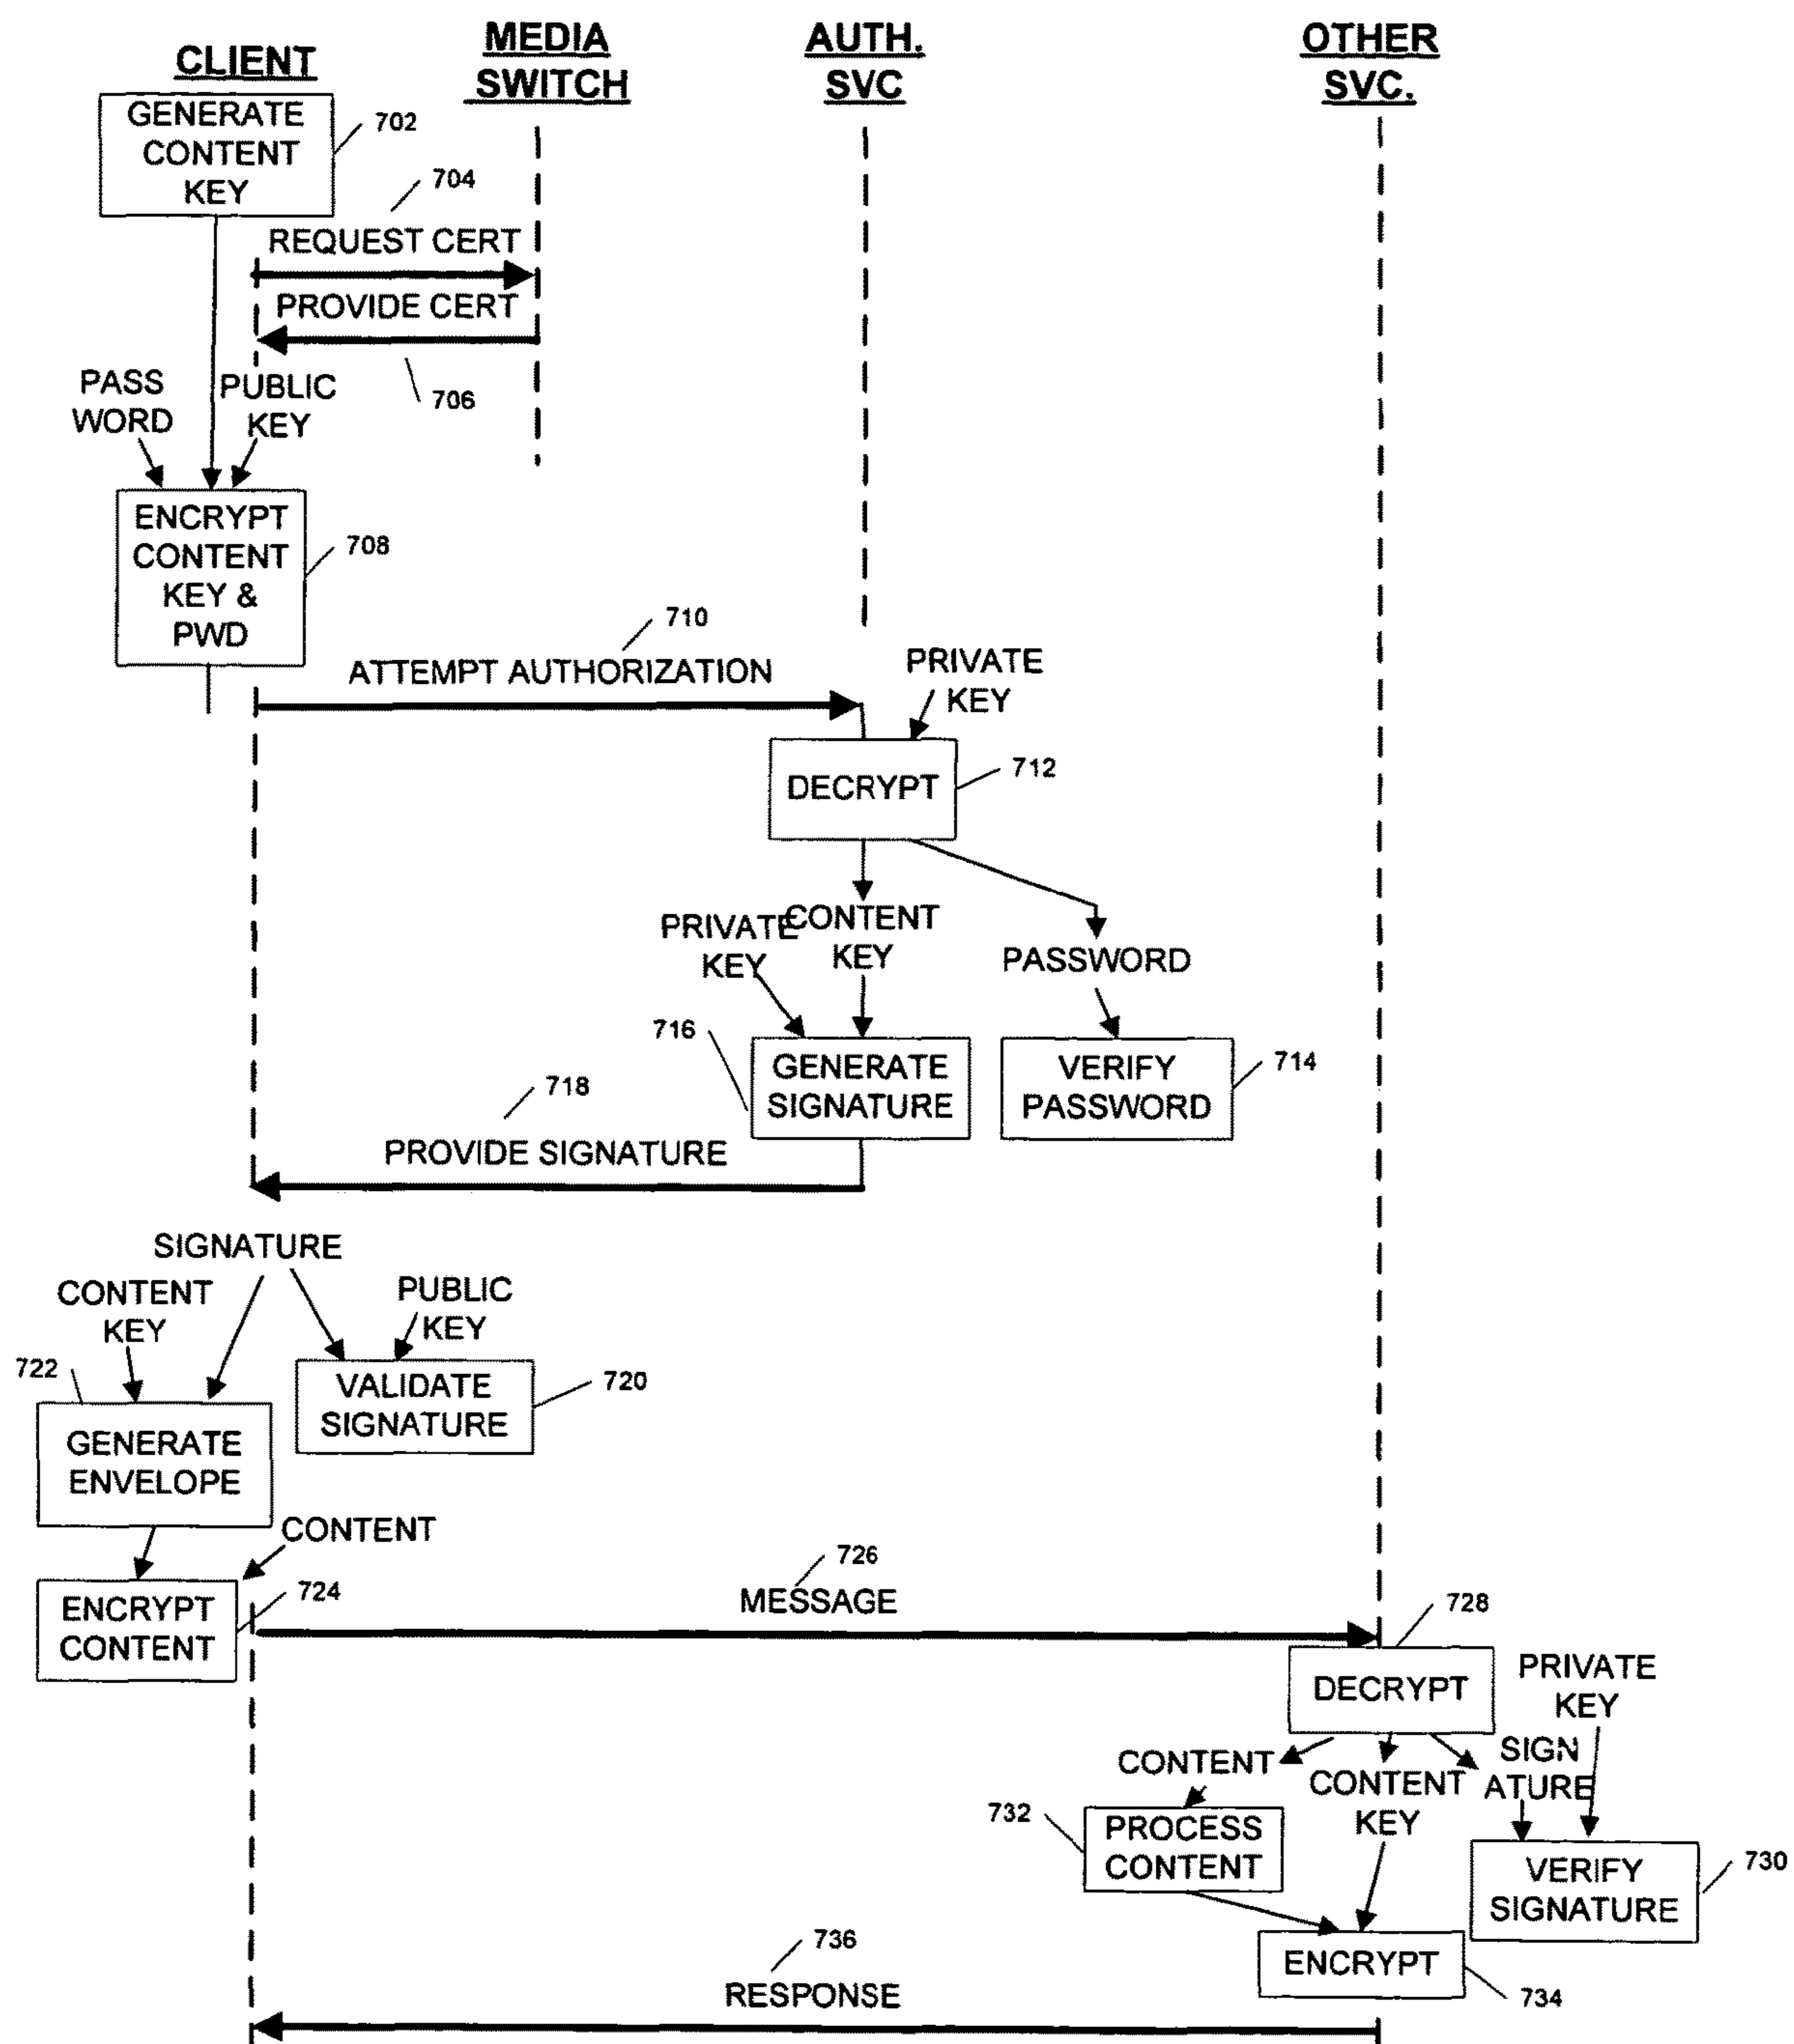 CLIENT
MEDIA
SWITCH
AUTH.
SVC
OTHER
SVC.
GENERATE
CONTENT
KEY
702
704
REQUEST CERT
PROVIDE CERT
706
PASS
WORD
PUBLIC
KEY
ENCRYPT
CONTENT
KEY &
PWD
708
710
ATTEMPT AUTHORIZATION
PRIVATE
KEY
DECRYPT
712
PRIVATE
KEY
CONTENT
KEY
PASSWORD
716
GENERATE
SIGNATURE
VERIFY
PASSWORD
714
718
PROVIDE SIGNATURE
SIGNATURE
CONTENT
KEY
PUBLIC
KEY
722
VALIDATE
SIGNATURE
720
GENERATE
ENVELOPE
CONTENT
ENCRYPT
CONTENT
724
726
MESSAGE
728
DECRYPT
PRIVATE
KEY
CONTENT
CONTENT
KEY
SIGN
ATURE
732
PROCESS
CONTENT
VERIFY
SIGNATURE
730
ENCRYPT
734
736
RESPONSE